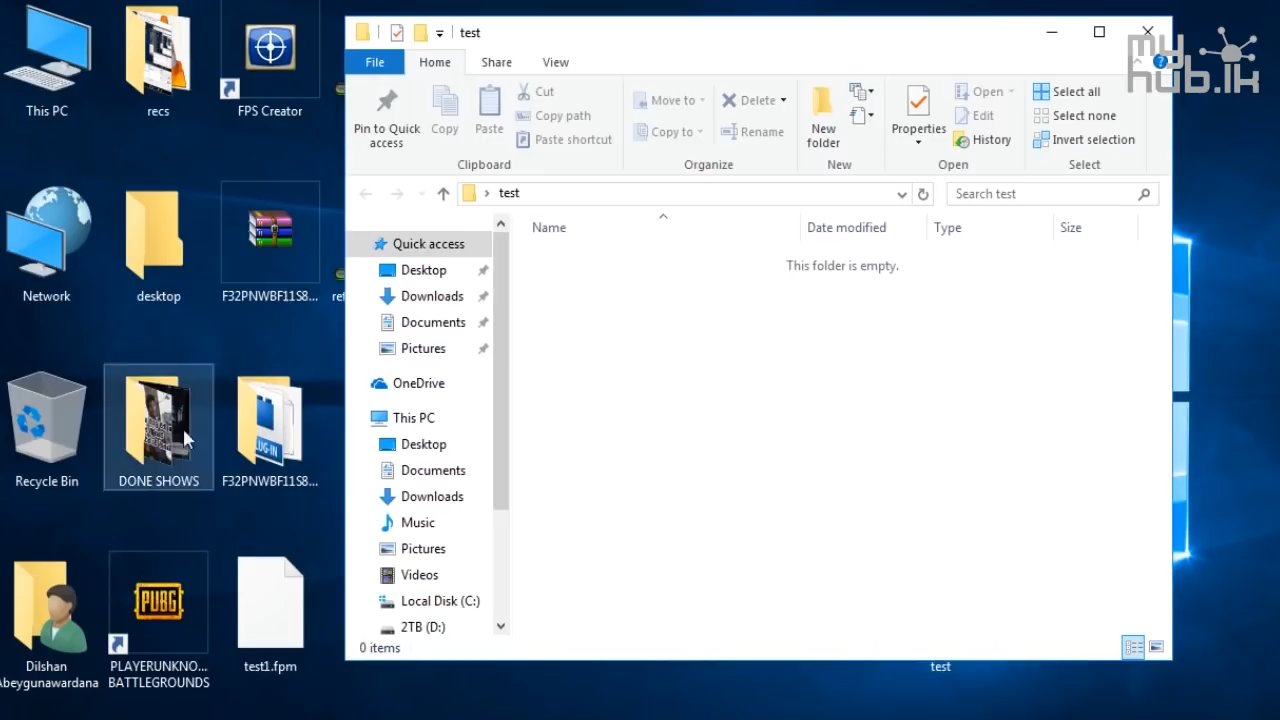 This PC
recs
FPS Creator
Network
desktop
F32PNWBF11S8...
Recycle Bin
DONE SHOWS
F32PNWBF11S8...
LUG-IN
Dilshan
Abeygunawardana
PUBG
PLAYERUNKNO...
BATTLEGROUNDS
test1.fpm
test
test
File
Home
Share
View
Pin to Quick
access
Copy
Paste
Cut
Copy path
Paste shortcut
Clipboard
Move to
Copy to
Delete
Rename
Organize
New
folder
New
Properties
Open
Edit
History
Open
Select all
Select none
Invert selection
Select
test
Search test
Name
Date modified
Type
Size
This folder is empty.
Quick access
Desktop
Downloads
Documents
Pictures
OneDrive
This PC
Desktop
Documents
Downloads
Music
Pictures
Videos
Local Disk (C:)
2TB (D:)
0 items
my
hub.lk